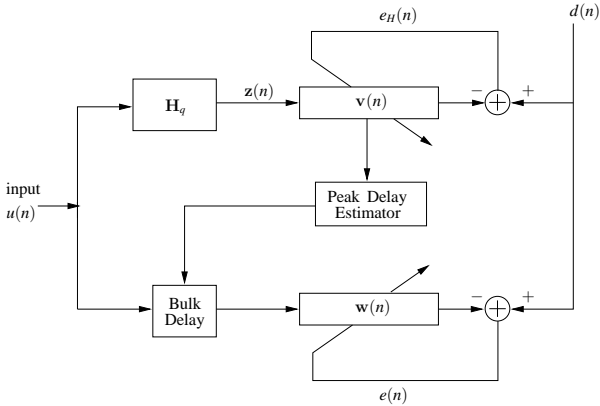 e_H(n)
d(n)
H_q
z(n)
v(n)
−
+
+
input
u(n)
Peak Delay
Estimator
Bulk
Delay
w(n)
−
+
+
e(n)